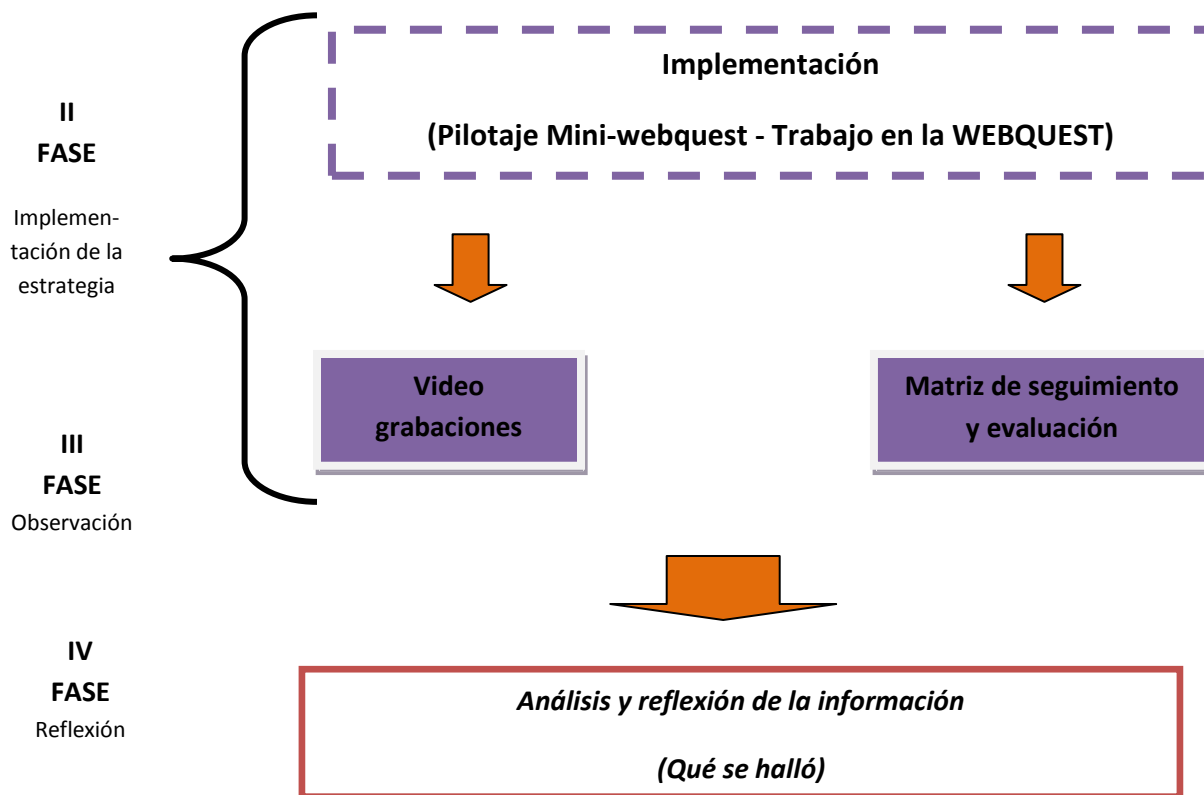 II
FASE
Implemen-
tación de la
estrategia
Implementación
(Pilotaje Mini-webquest - Trabajo en la WEBQUEST)
Video
grabaciones
Matriz de seguimiento
y evaluación
III
FASE
Observación
IV
FASE
Reflexión
Análisis y reflexión de la información
(Qué se halló)